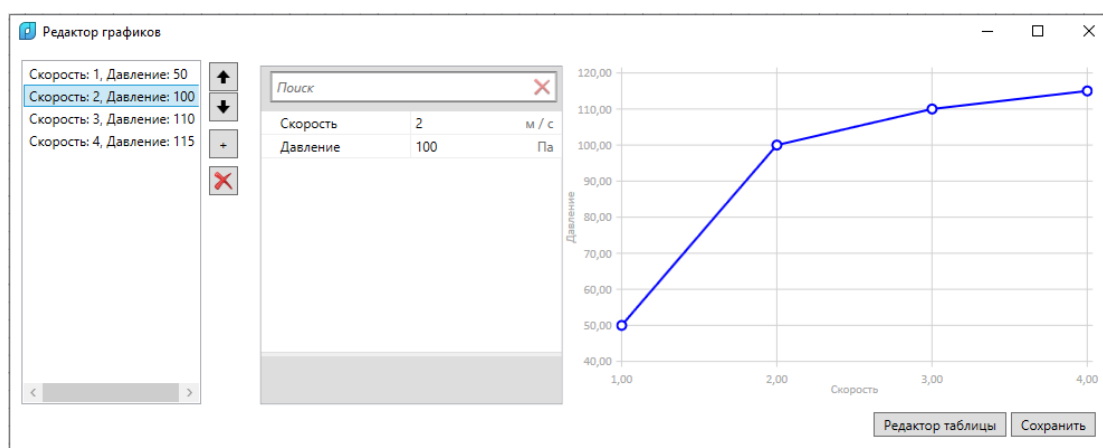 Редактор графиков
Скорость: 1, Давление: 50
Скорость: 2, Давление: 100
Скорость: 3, Давление: 110
Скорость: 4, Давление: 115
+
Поиск
Скорость 2 м / с
Давление 100 Па
120,00
110,00
100,00
90,00
80,00
70,00
60,00
50,00
40,00
Давление
1,00 2,00 3,00 4,00
Скорость
Редактор таблицы Сохранить